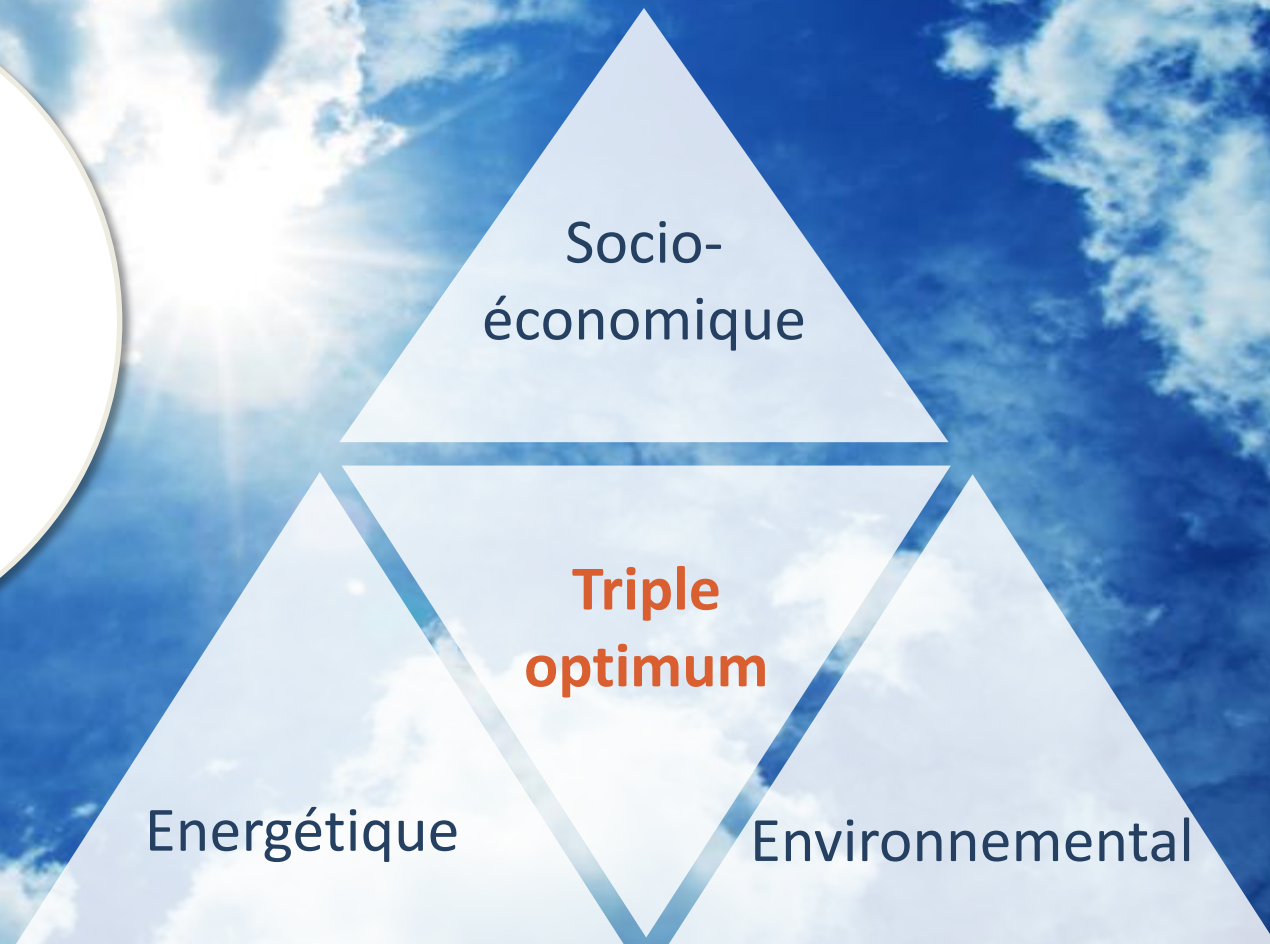 Socio-
économique
Triple
optimum
Energétique
Environnemental